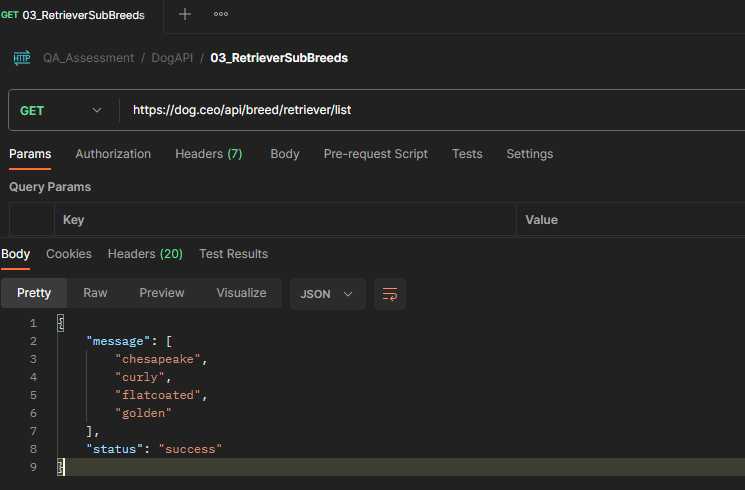 GET 03_RetrieverSubBreeds + ooo
HTTP QA_Assessment / DogAPI / 03_RetrieverSubBreeds
GET https://dog.ceo/api/breed/retriever/list
Params Authorization Headers (7) Body Pre-request Script Tests Settings
Query Params
Key Value
Body Cookies Headers (20) Test Results
Pretty Raw Preview Visualize JSON
1 {
2 "message": [
3 "chesapeake",
4 "curly",
5 "flatcoated",
6 "golden"
7 ],
8 "status": "success"
9 }